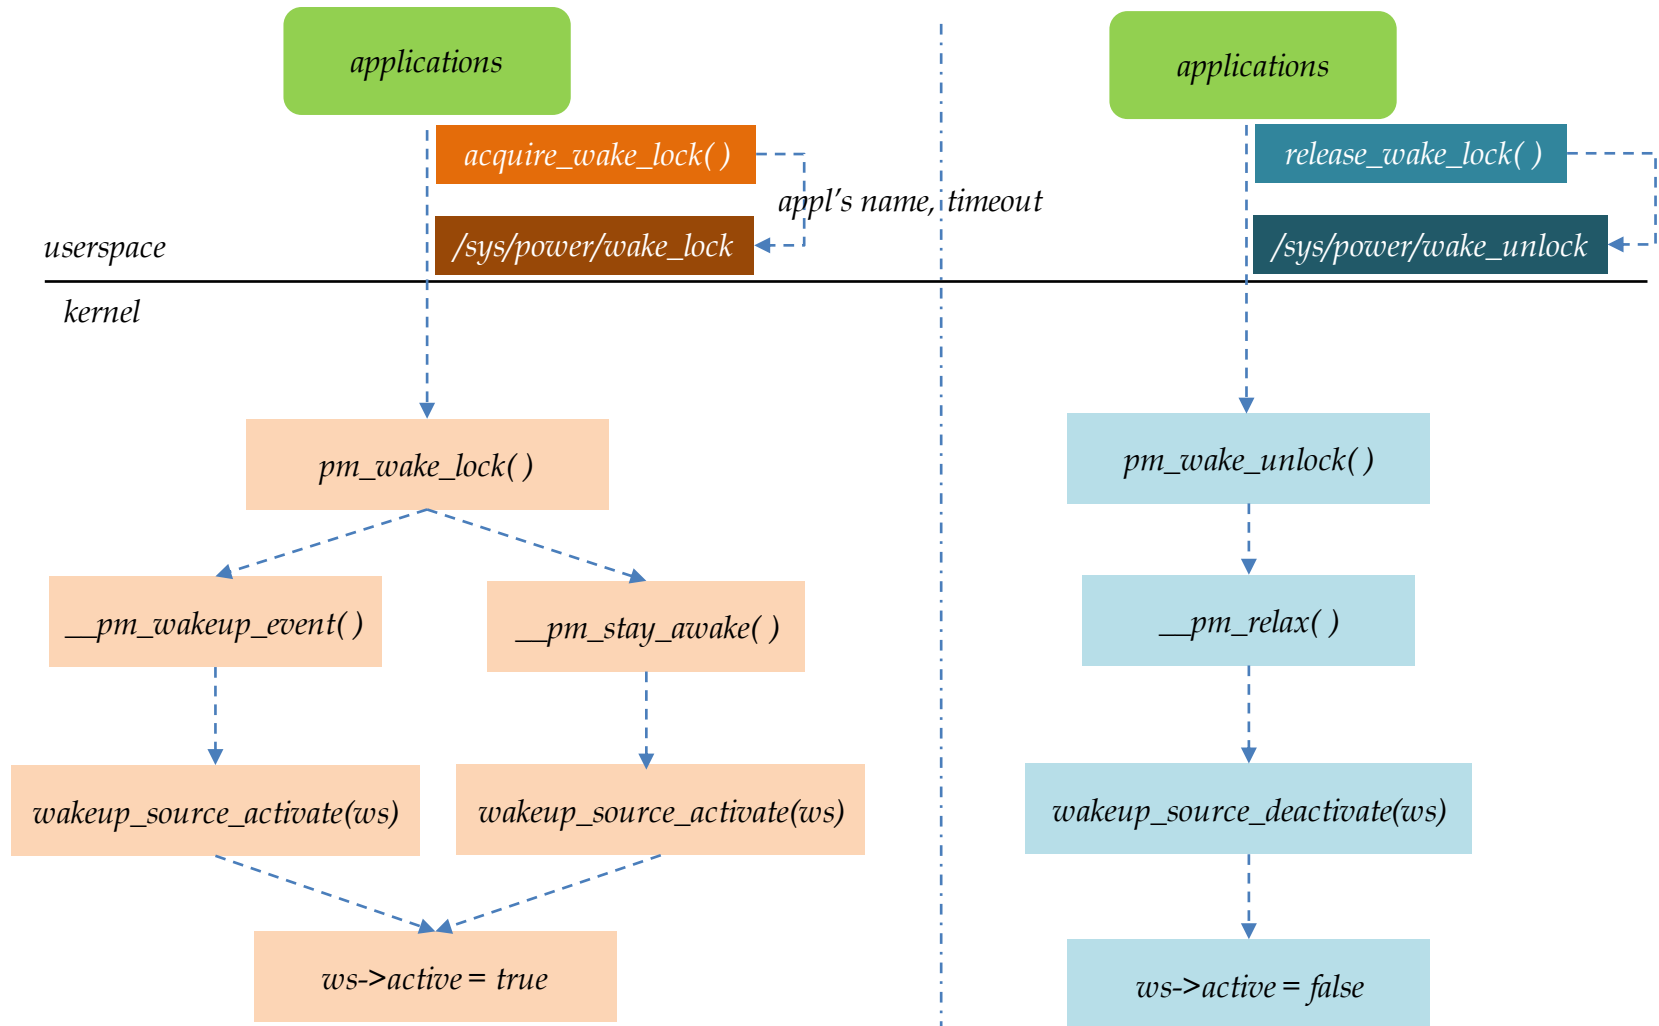 applications
acquire_wake_lock( )
appl's name, timeout
/sys/power/wake_lock
userspace
kernel
pm_wake_lock( )
__pm_wakeup_event( )
__pm_stay_awake( )
wakeup_source_activate(ws)
wakeup_source_activate(ws)
ws->active = true
applications
release_wake_lock( )
/sys/power/wake_unlock
pm_wake_unlock( )
__pm_relax( )
wakeup_source_deactivate(ws)
ws->active = false